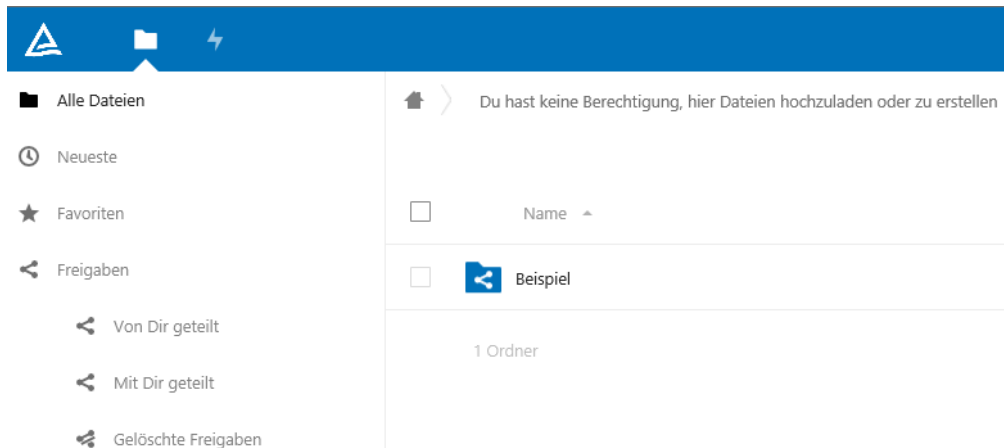 Alle Dateien
Du hast keine Berechtigung, hier Dateien hochzuladen oder zu erstellen
Neueste
Favoriten
Name
Freigaben
Beispiel
Von Dir geteilt
1 Ordner
Mit Dir geteilt
Gelöschte Freigaben